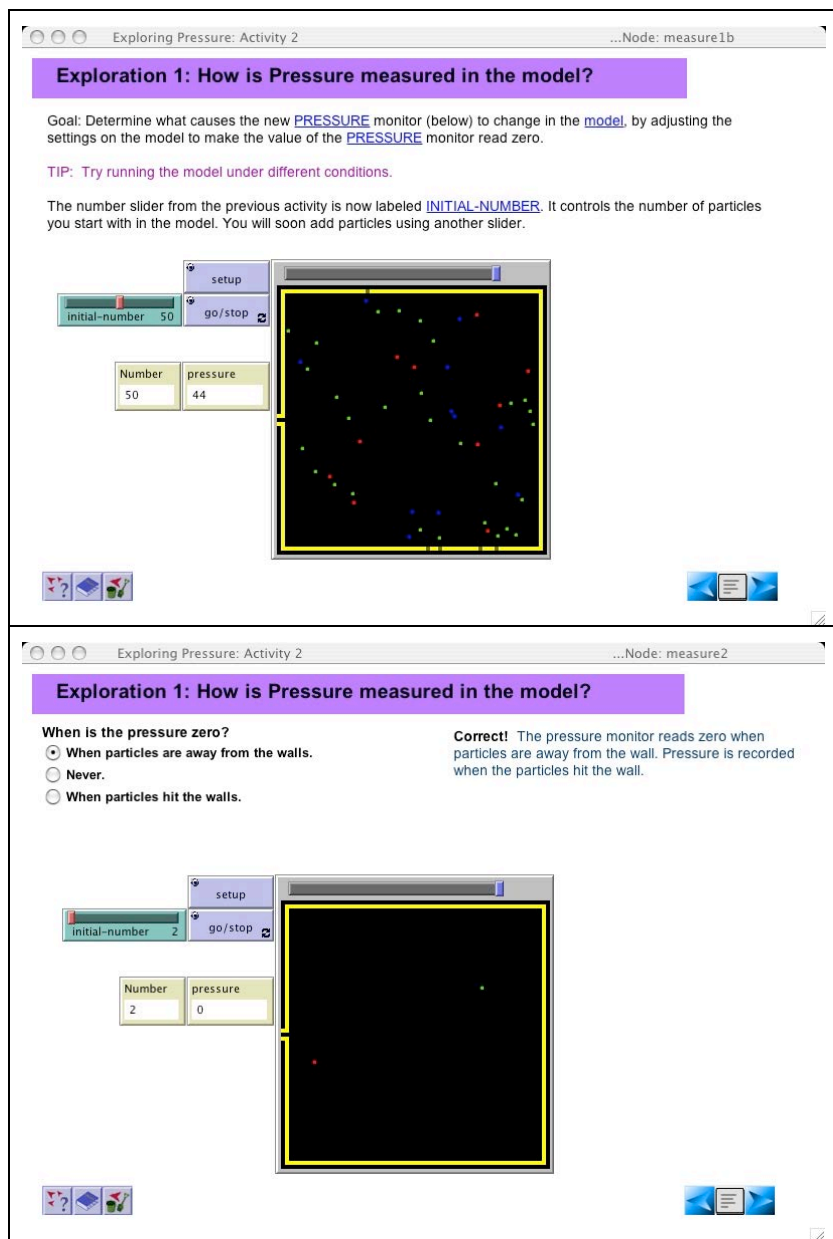 Exploring Pressure: Activity 2 ...Node: measure1b
Exploration 1: How is Pressure measured in the model?
Goal: Determine what causes the new PRESSURE monitor (below) to change in the model, by adjusting the
settings on the model to make the value of the PRESSURE monitor read zero.
TIP: Try running the model under different conditions.
The number slider from the previous activity is now labeled INITIAL-NUMBER. It controls the number of particles
you start with in the model. You will soon add particles using another slider.
setup
initial-number 50
go/stop
Number pressure
50 44
?
Exploring Pressure: Activity 2 ...Node: measure2
Exploration 1: How is Pressure measured in the model?
When is the pressure zero?
When particles are away from the walls.
Never.
When particles hit the walls.
Correct! The pressure monitor reads zero when
particles are away from the wall. Pressure is recorded
when the particles hit the wall.
setup
initial-number 2
go/stop
Number pressure
2 0
?